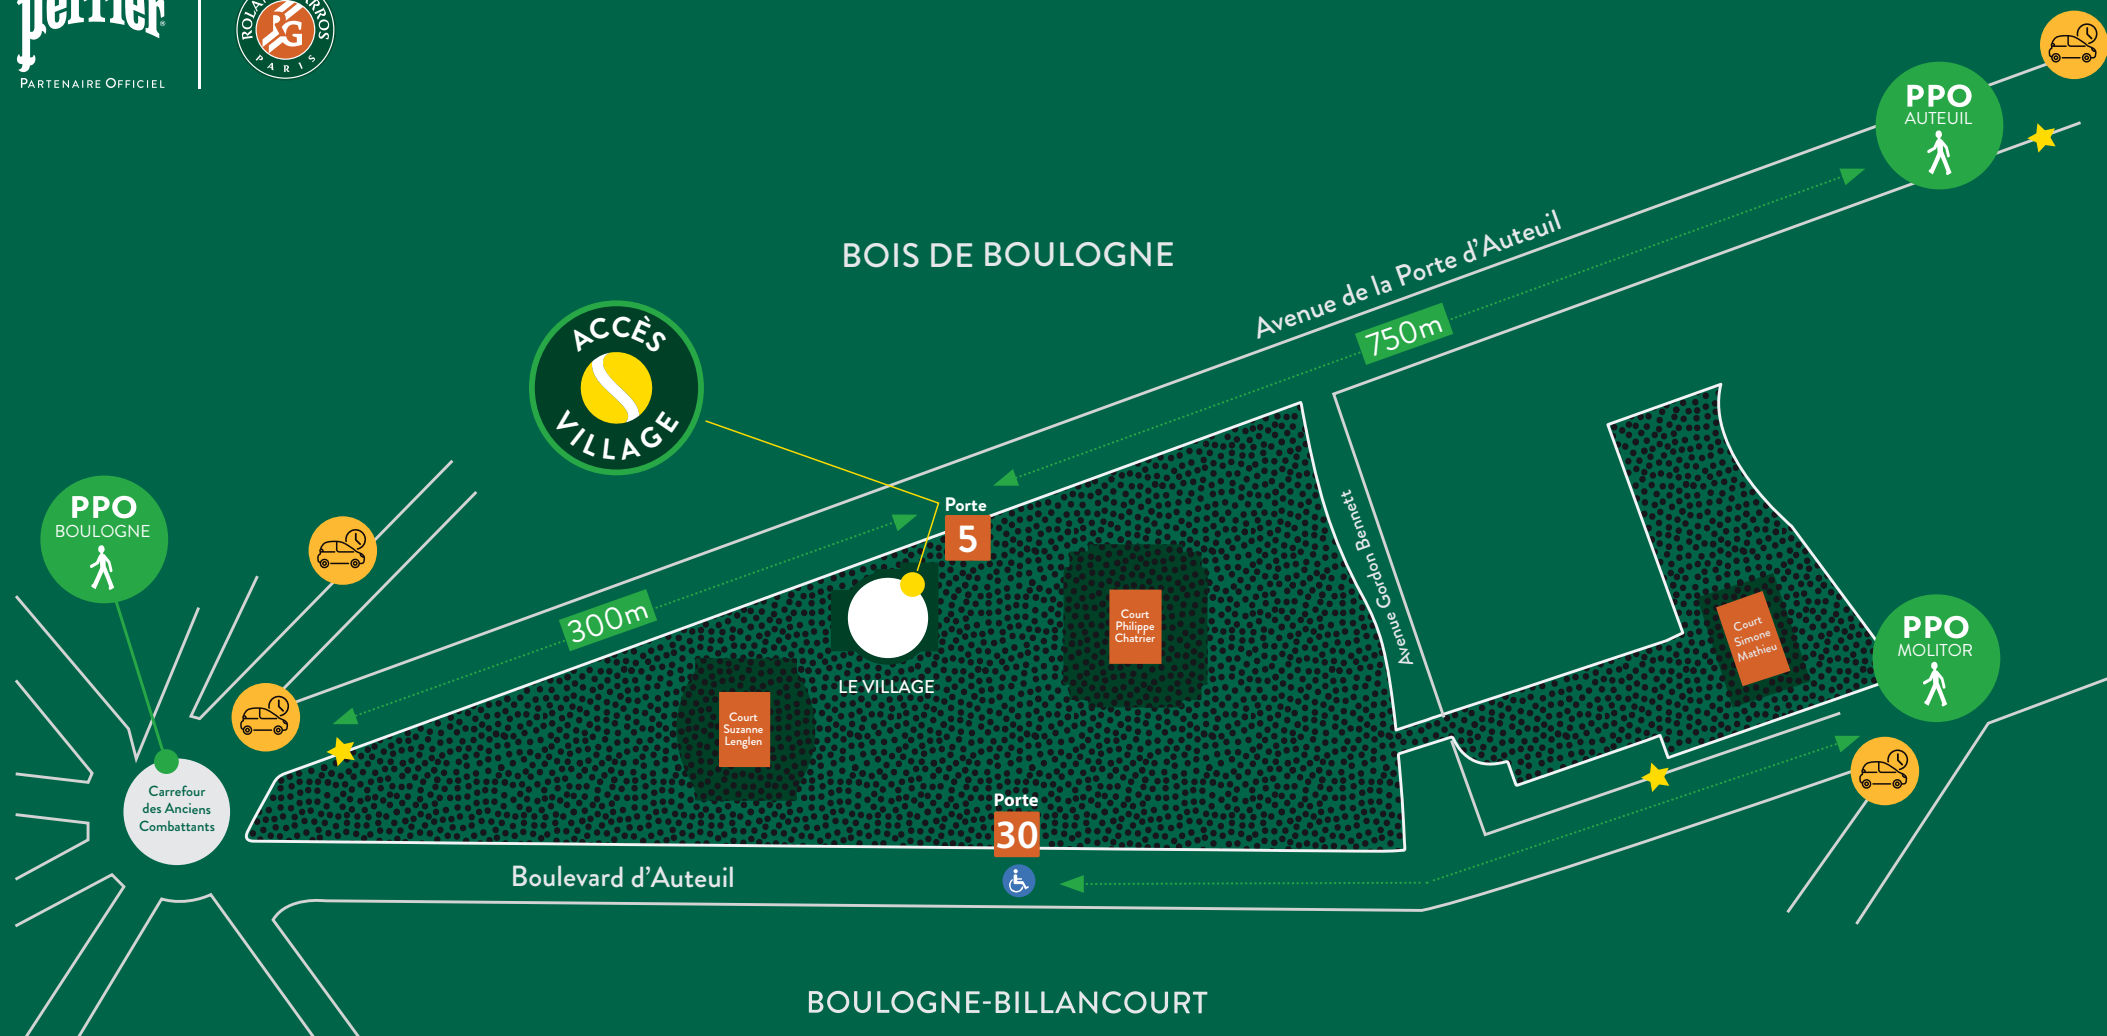 perrier
PARTENAIRE OFFICIEL
ROLAND GARROS
RG
PARIS
PPO
AUTEUIL
BOIS DE BOULOGNE
Avenue de la Porte d'Auteuil
750m
ACCÈS
VILLAGE
PPO
BOULOGNE
Porte
5
300m
Avenue Gordon Bennett
Court
Philippe
Chatrier
Court
Simone
Mathieu
PPO
MOLITOR
LE VILLAGE
Court
Suzanne
Lenglen
Carrefour
des Anciens
Combattants
Porte
30
Boulevard d'Auteuil
BOULOGNE-BILLANCOURT